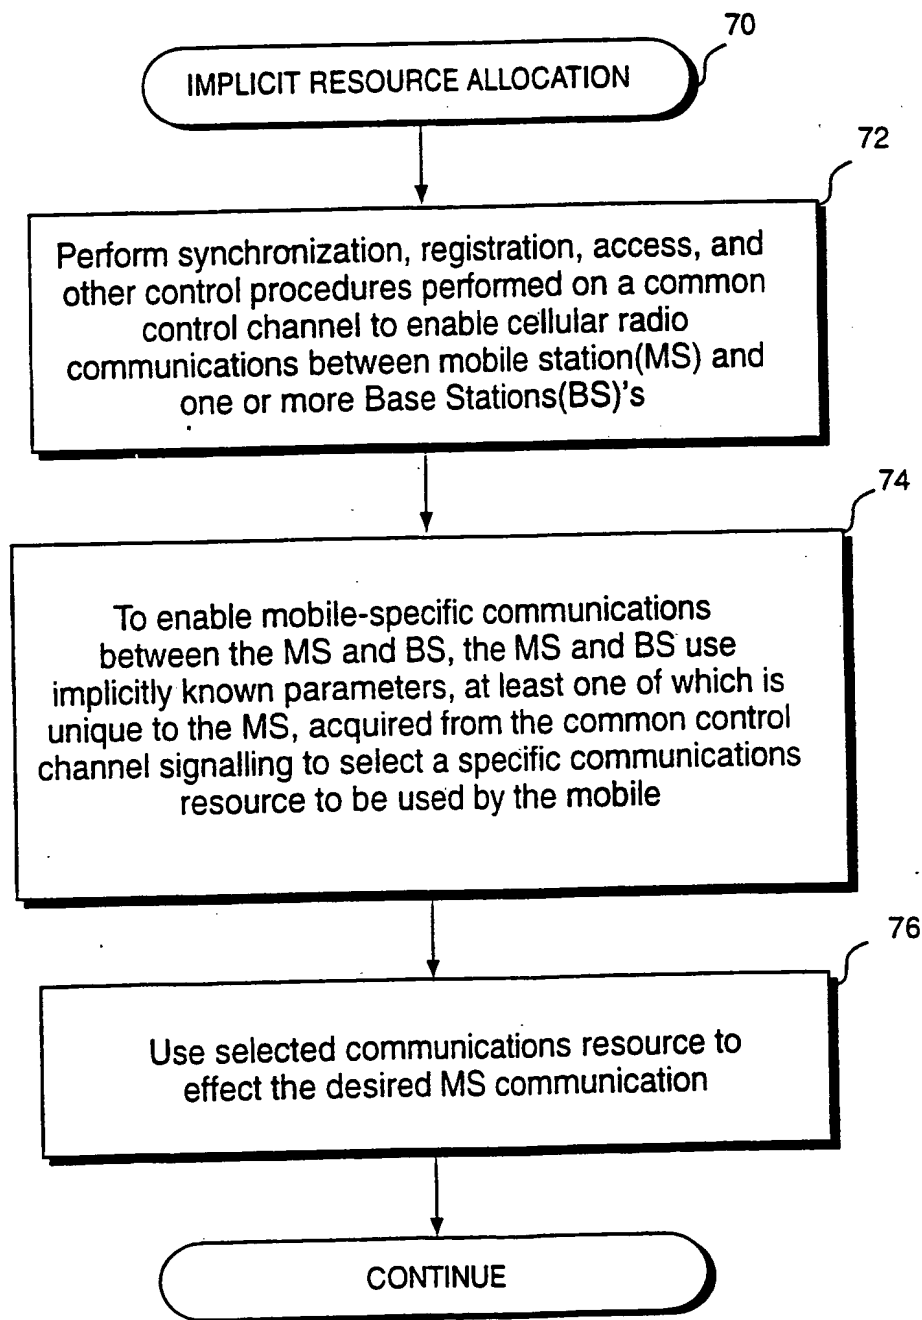 70
IMPLICIT RESOURCE ALLOCATION
72
Perform synchronization, registration, access, and
other control procedures performed on a common
control channel to enable cellular radio
communications between mobile station(MS) and
one or more Base Stations(BS)'s
74
To enable mobile-specific communications
between the MS and BS, the MS and BS use
implicitly known parameters, at least one of which is
unique to the MS, acquired from the common control
channel signalling to select a specific communications
resource to be used by the mobile
76
Use selected communications resource to
effect the desired MS communication
CONTINUE